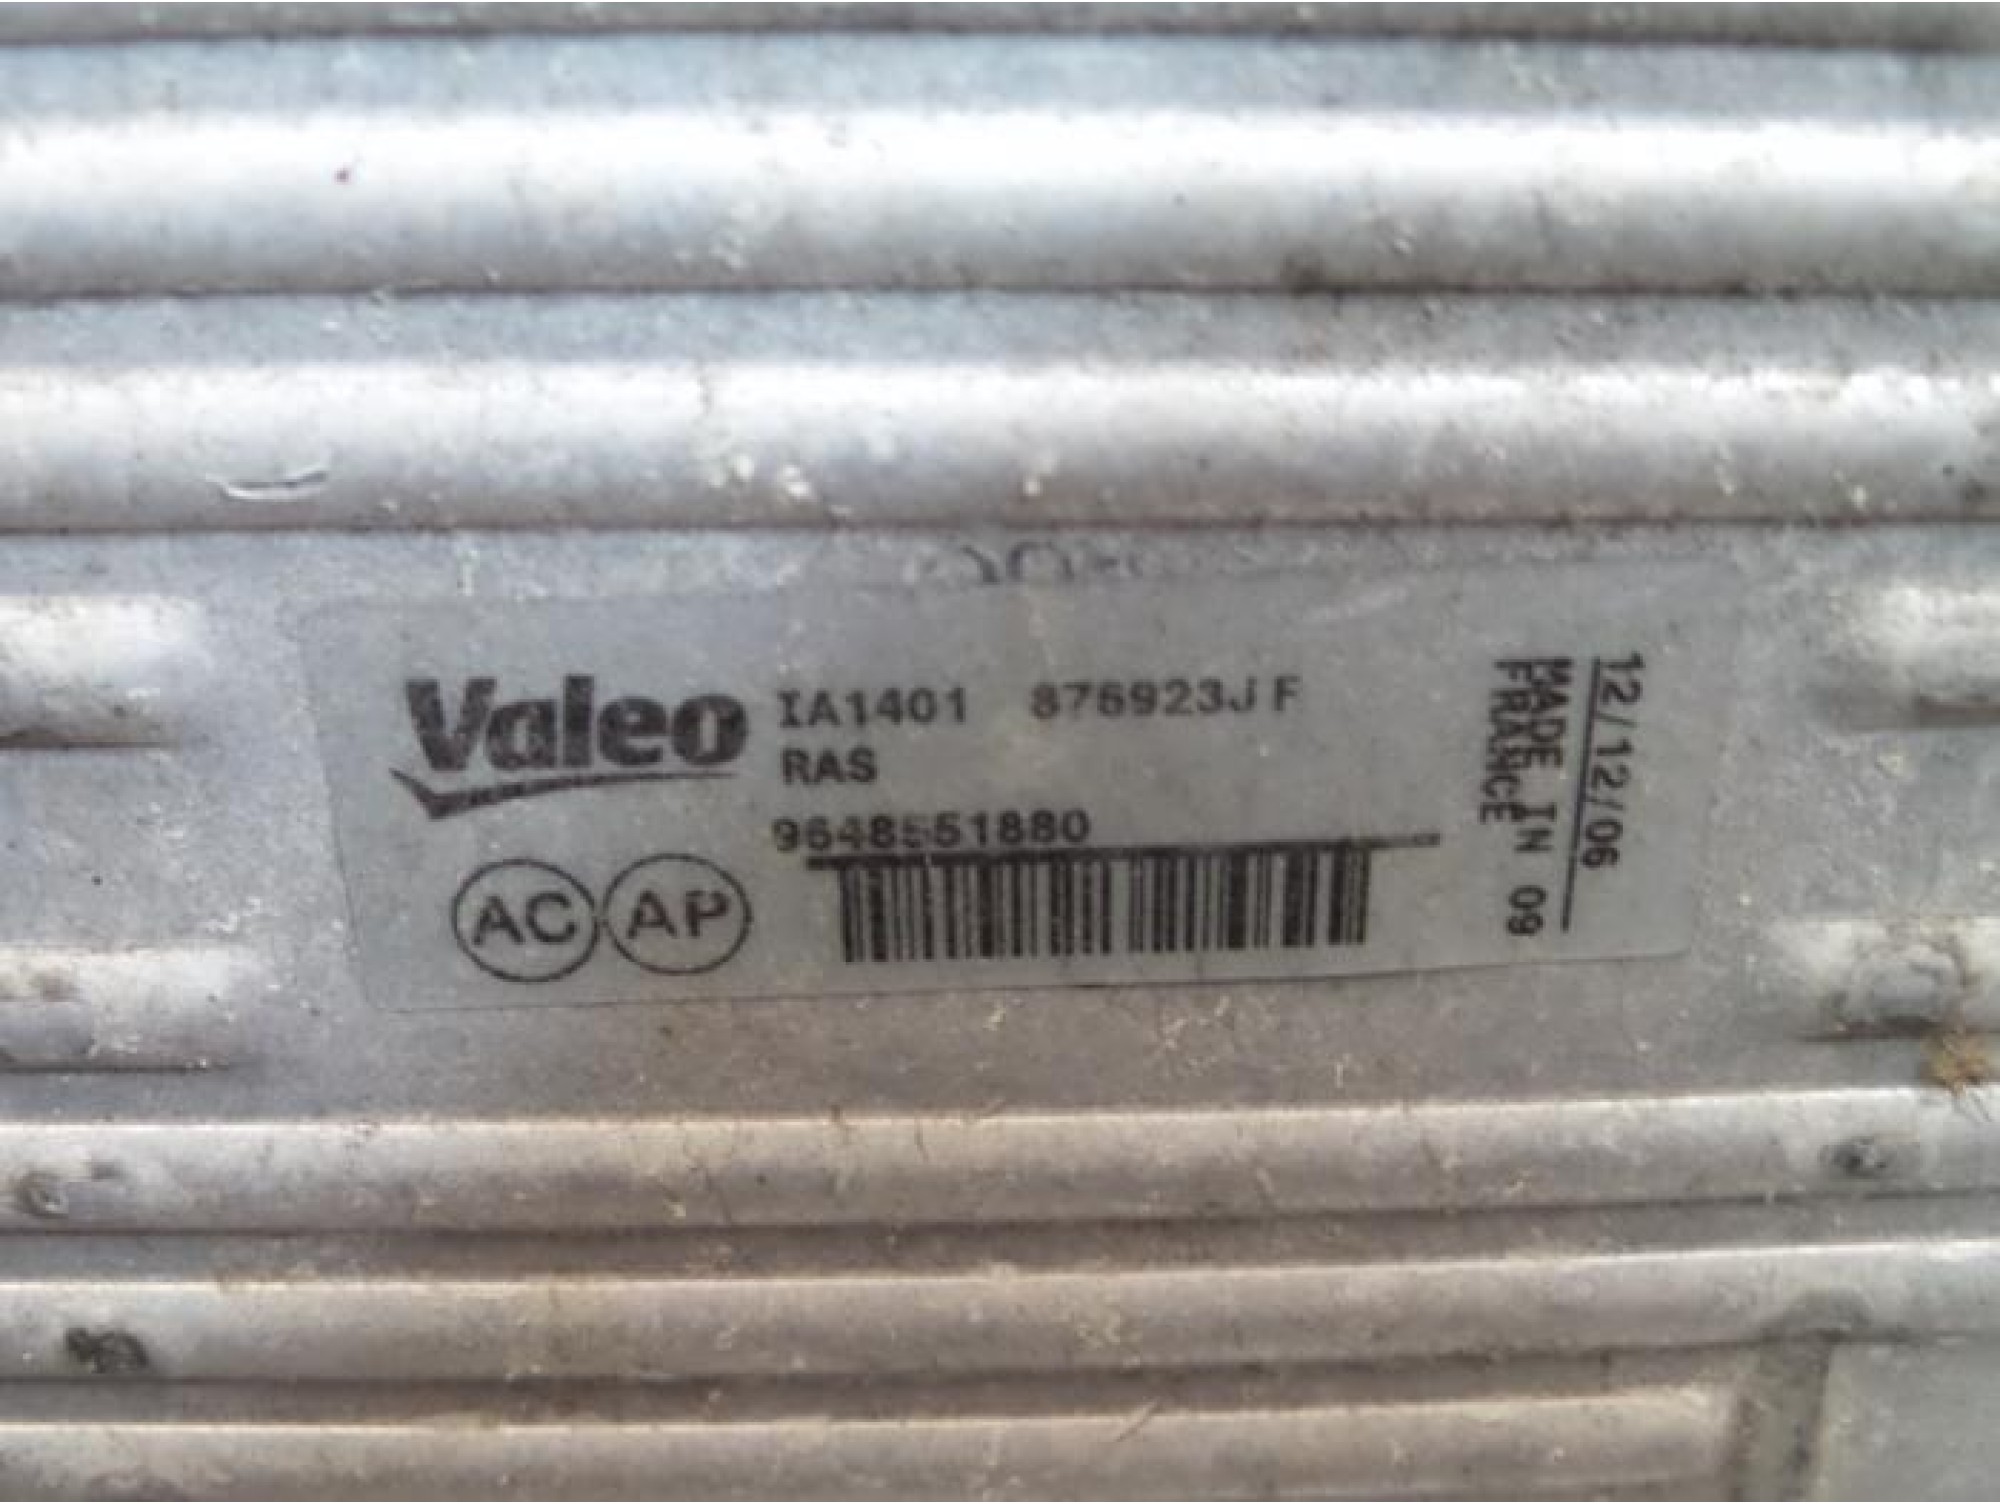 Valeo
IA1401 876923J F
RAS
9648551880
AC AP
12/12/06
MADE IN 09
FRANCE